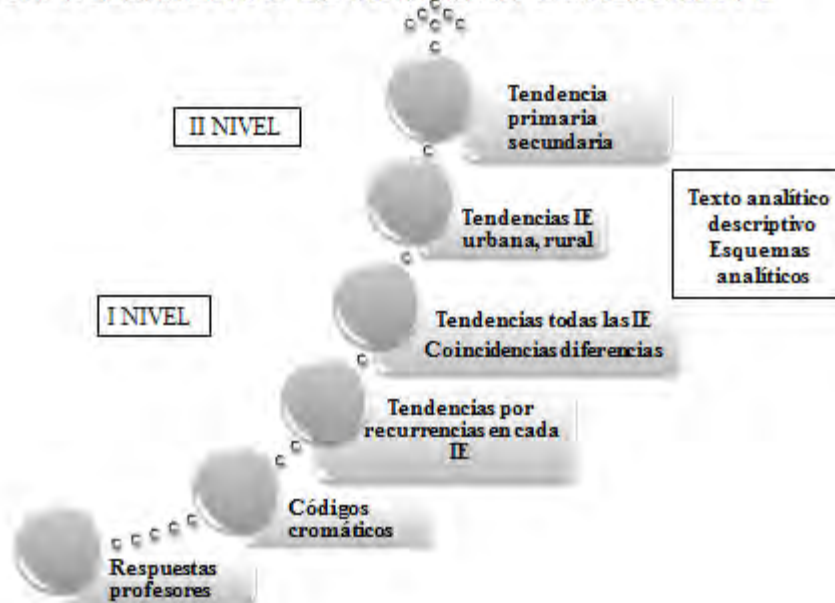 Tendencia
primaria
secundaria
II NIVEL
Tendencias IE
urbana, rural
Texto analítico
descriptivo
Esquemas
analíticos
I NIVEL
Tendencias todas las IE
Coincidencias diferencias
Tendencias por
recurrencias en cada
IE
Códigos
cromáticos
Respuestas
profesores